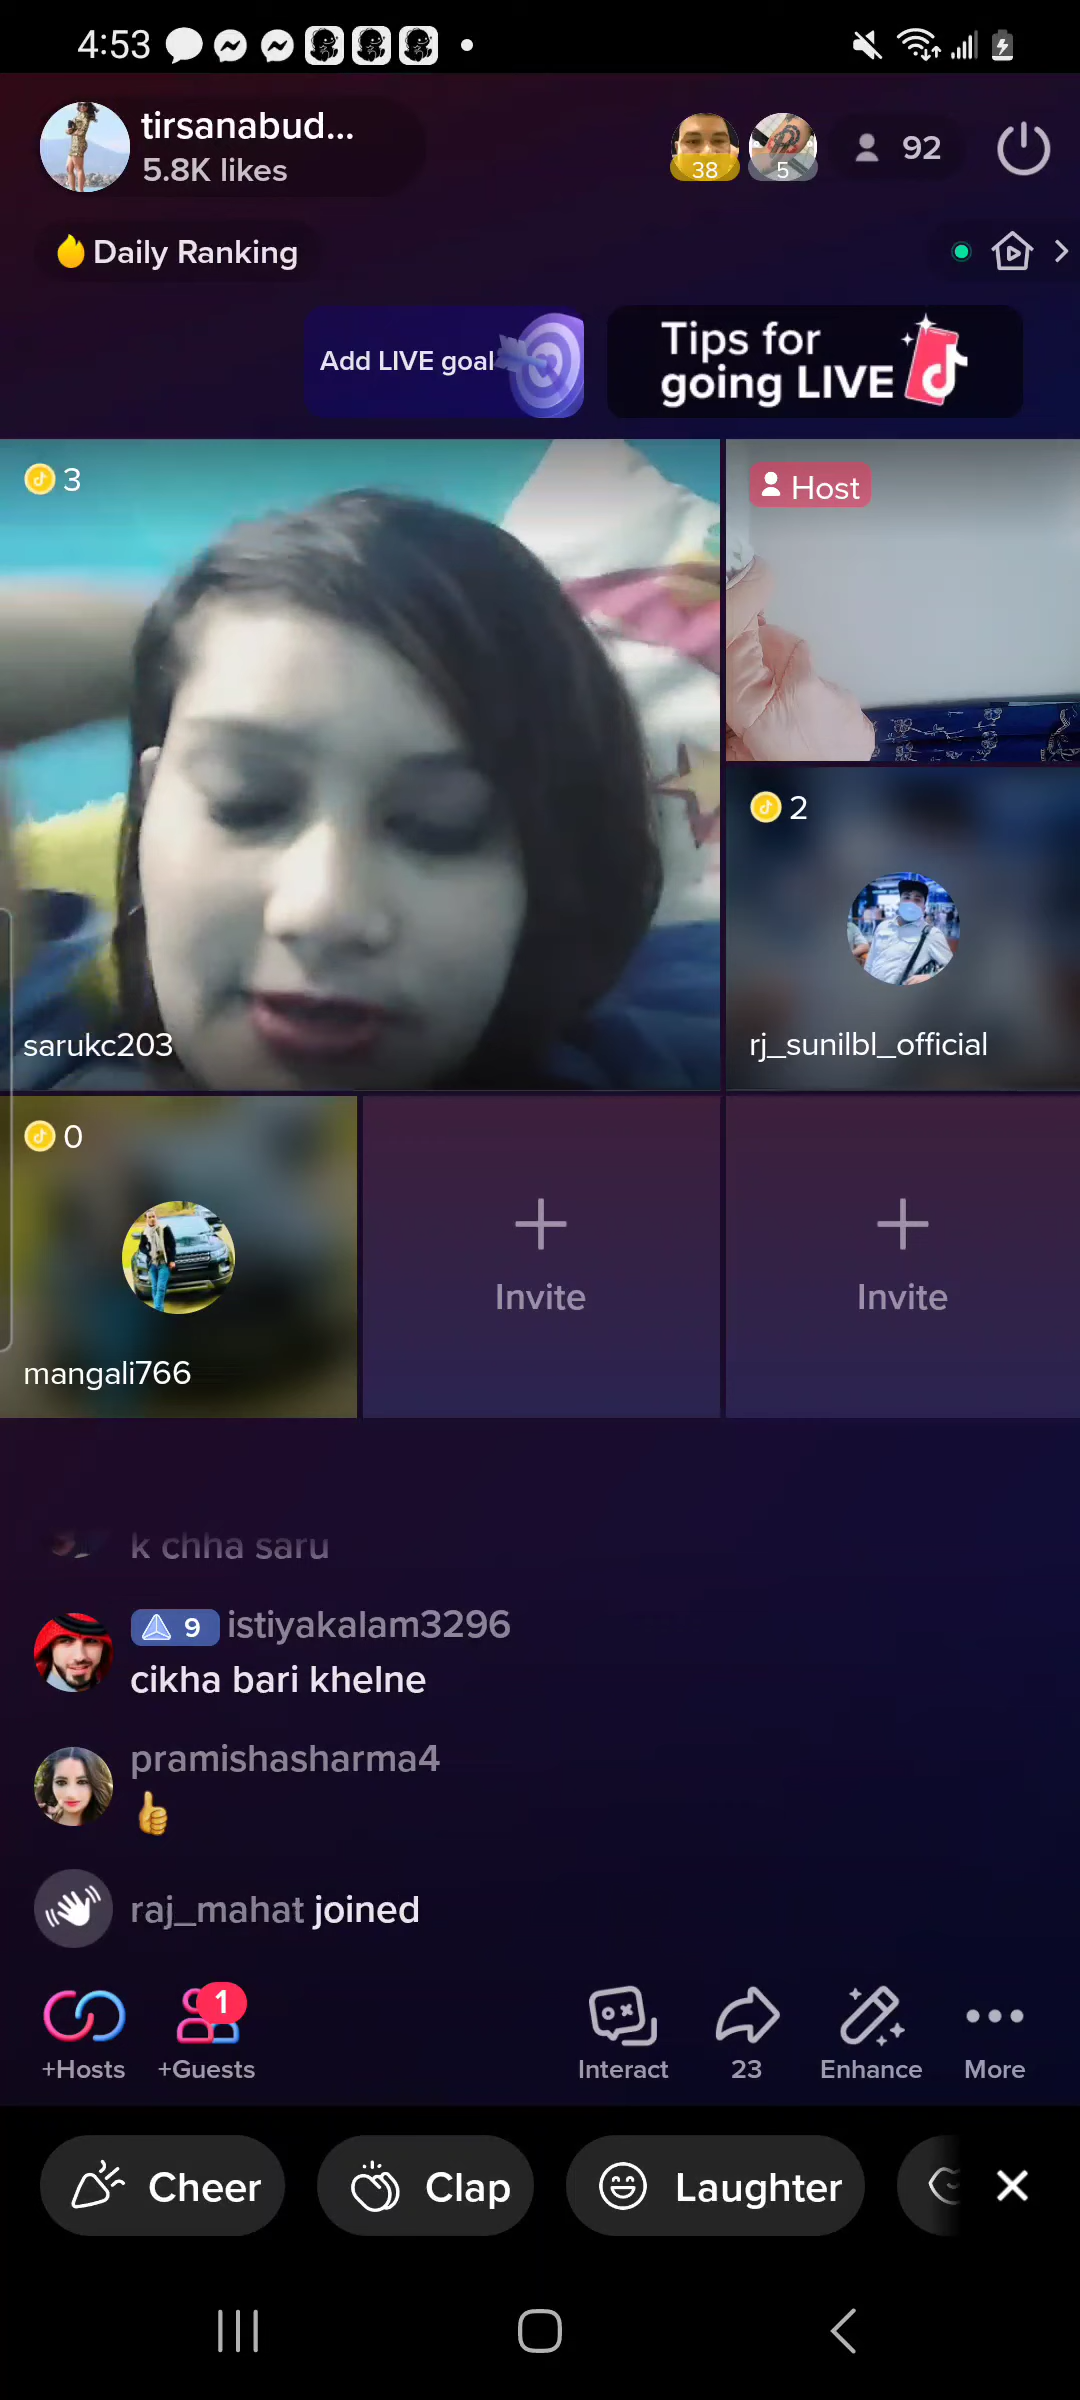 4:53
tirsanabud...
5.8K likes
38
5
92
Daily Ranking
Add LIVE goal
Tips for
going LIVE
3
Host
sarukc203
2
rj_sunilbl_official
0
mangali766
Invite
Invite
k chha saru
9 istiyakalam3296
cikha bari khelne
pramishasharma4
👍
raj_mahat joined
1
+Hosts
+Guests
Interact
23
Enhance
More
Cheer
Clap
Laughter